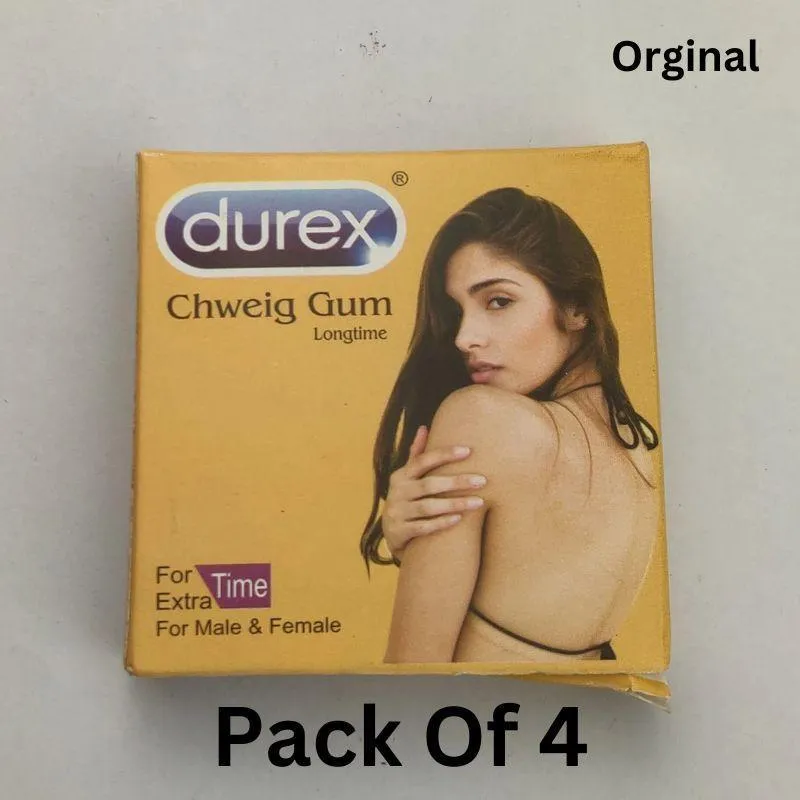 Orginal
durex ®
Chweig Gum
Longtime
For
Extra Time
For Male & Female
Pack Of 4